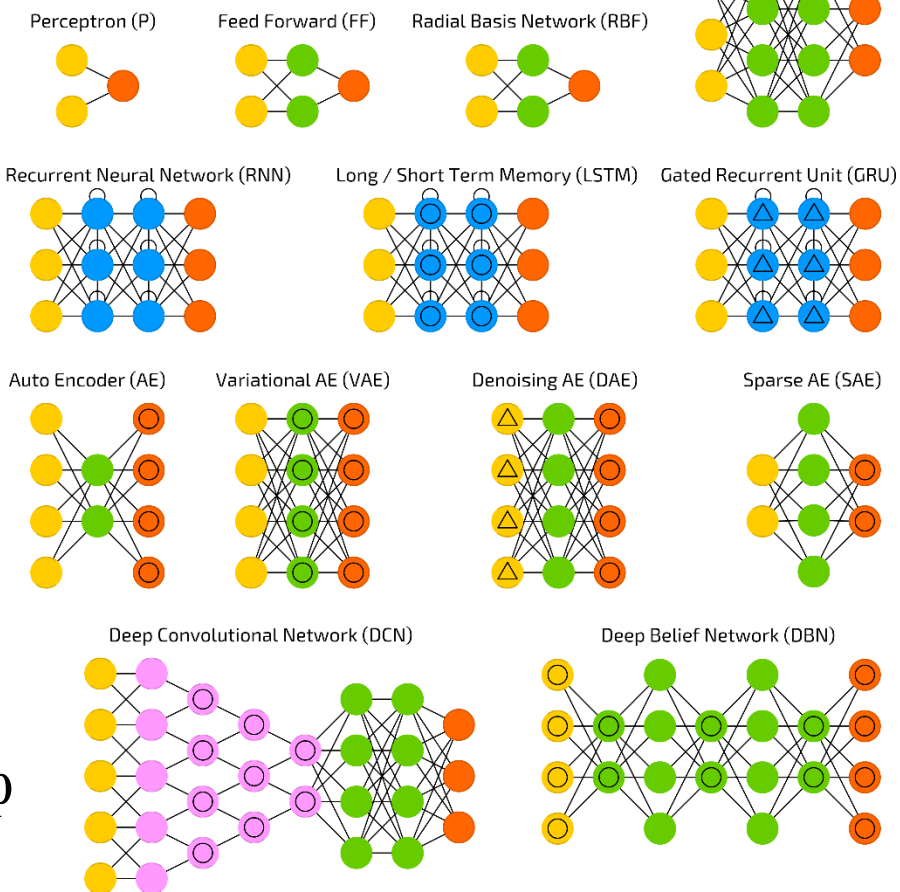 Perceptron (P)
Feed Forward (FF)
Radial Basis Network (RBF)
Recurrent Neural Network (RNN)
Long / Short Term Memory (LSTM)
Gated Recurrent Unit (GRU)
Auto Encoder (AE)
Variational AE (VAE)
Denoising AE (DAE)
Sparse AE (SAE)
Deep Convolutional Network (DCN)
Deep Belief Network (DBN)